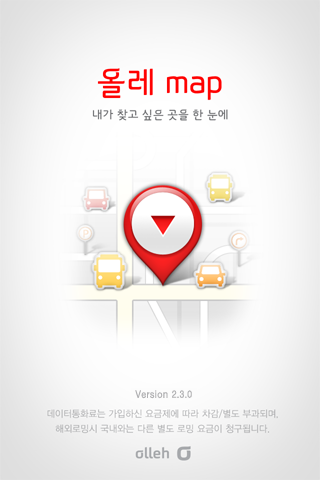 올레 map
내가 찾고 싶은 곳을 한 눈에
P
Version 2.3.0
데이터통화료는 가입하신 요금제에 따라 차감/별도 부과되며,
해외로밍시 국내와는 다른 별도 로밍 요금이 청구됩니다.
olleh